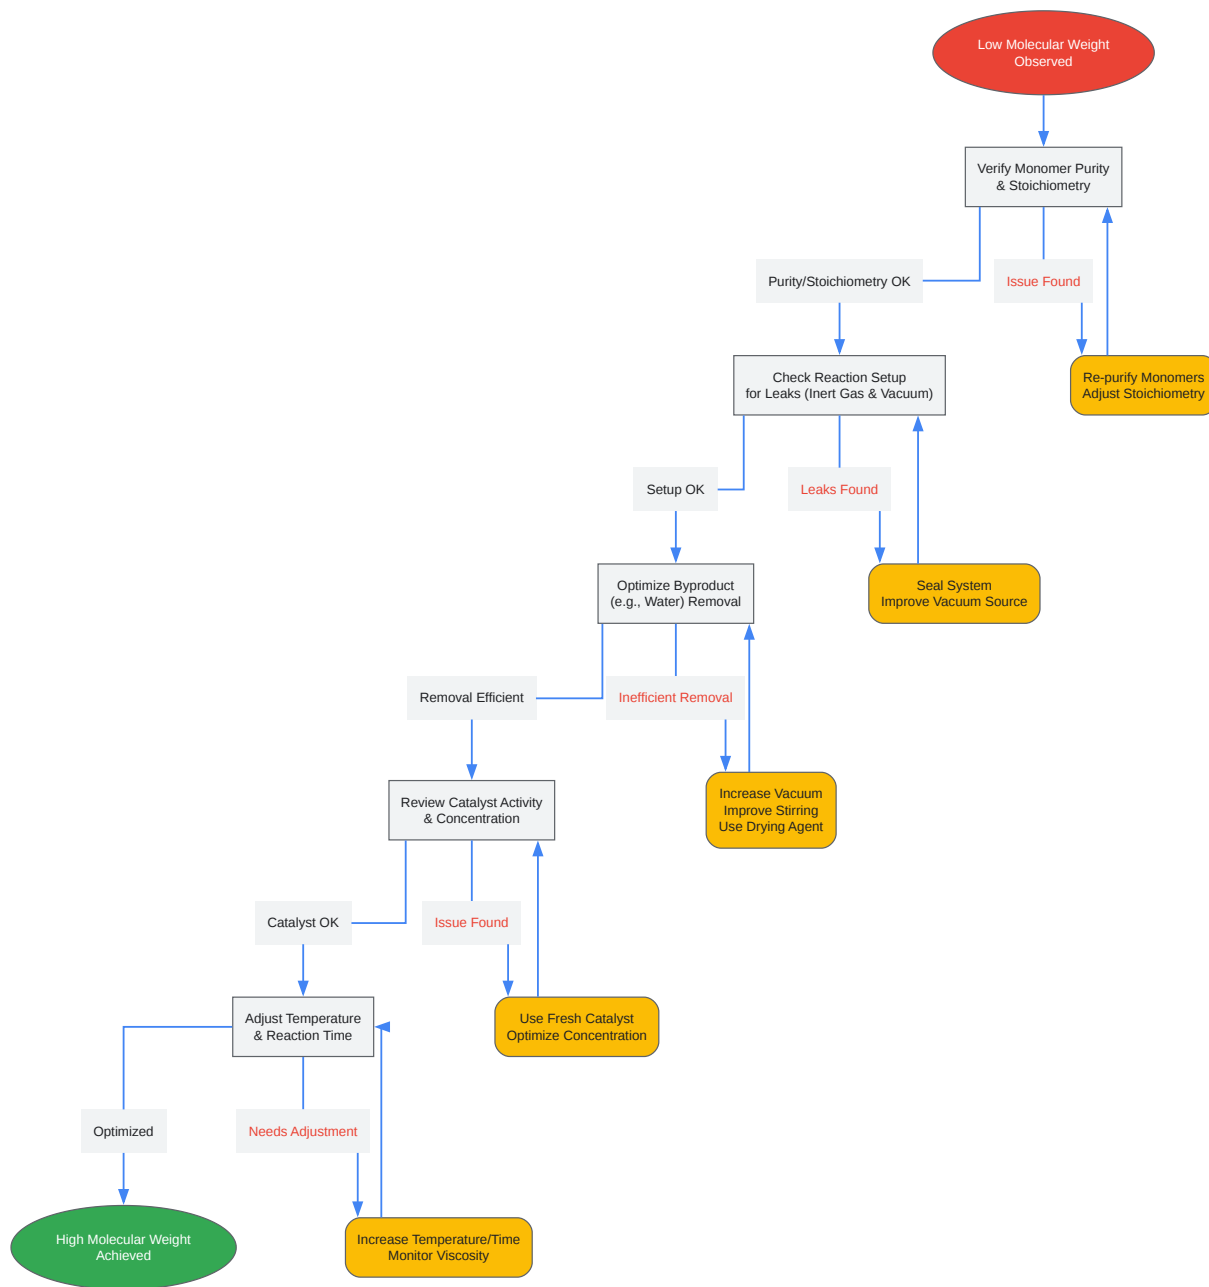 Low Molecular Weight
Observed
Verify Monomer Purity
& Stoichiometry
Purity/Stoichiometry OK
Issue Found
Check Reaction Setup
for Leaks (Inert Gas & Vacuum)
Re-purify Monomers
Adjust Stoichiometry
Setup OK
Leaks Found
Optimize Byproduct
(e.g., Water) Removal
Seal System
Improve Vacuum Source
Removal Efficient
Inefficient Removal
Review Catalyst Activity
& Concentration
Increase Vacuum
Improve Stirring
Use Drying Agent
Catalyst OK
Issue Found
Adjust Temperature
& Reaction Time
Use Fresh Catalyst
Optimize Concentration
Optimized
Needs Adjustment
High Molecular Weight
Achieved
Increase Temperature/Time
Monitor Viscosity